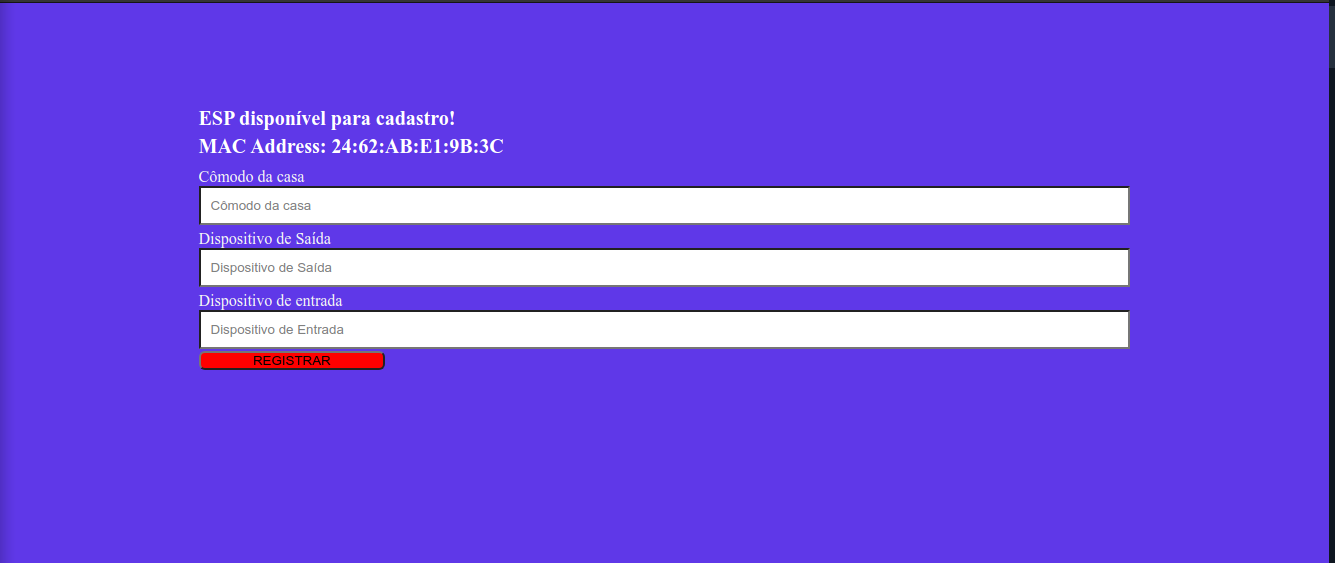 ESP disponível para cadastro!
MAC Address: 24:62:AB:E1:9B:3C
Cômodo da casa
Cômodo da casa
Dispositivo de Saída
Dispositivo de Saída
Dispositivo de entrada
Dispositivo de Entrada
REGISTRAR